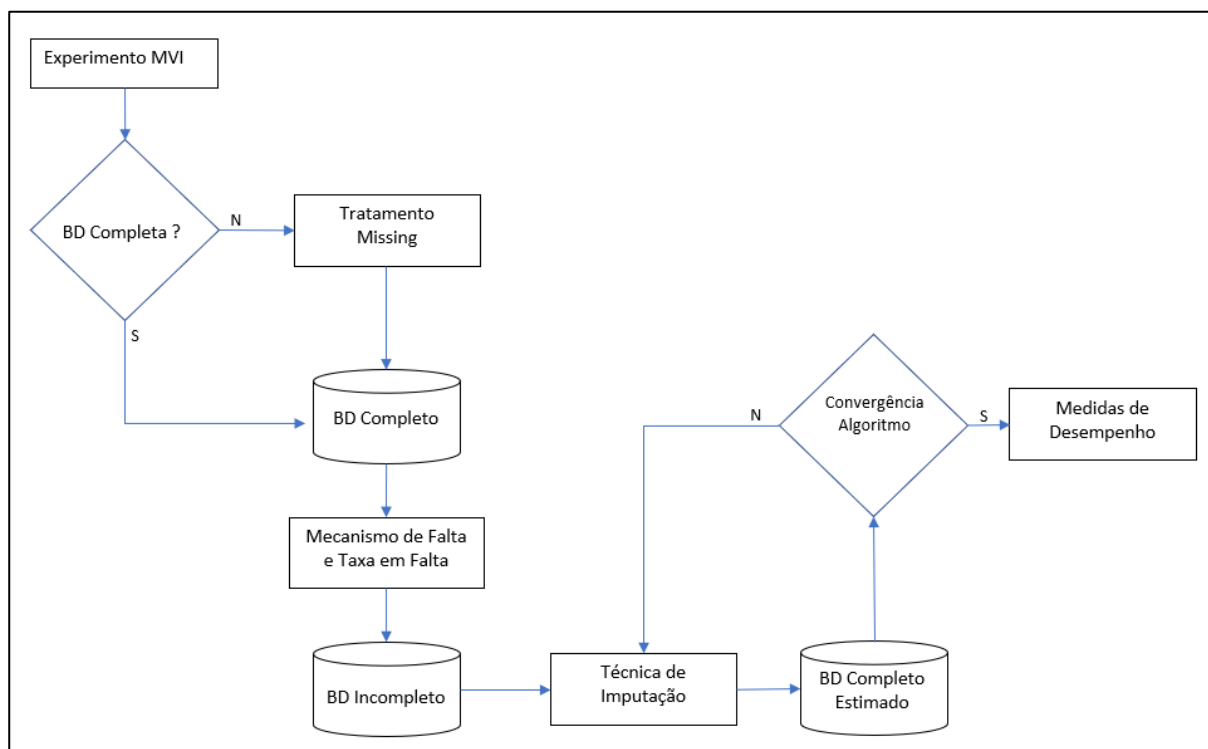 Experimento MVI
BD Completa ?
N
Tratamento
Missing
S
BD Completo
Mecanismo de Falta
e Taxa em Falta
BD Incompleto
Técnica de
Imputação
BD Completo
Estimado
Convergência
Algoritmo
N
S
Medidas de
Desempenho